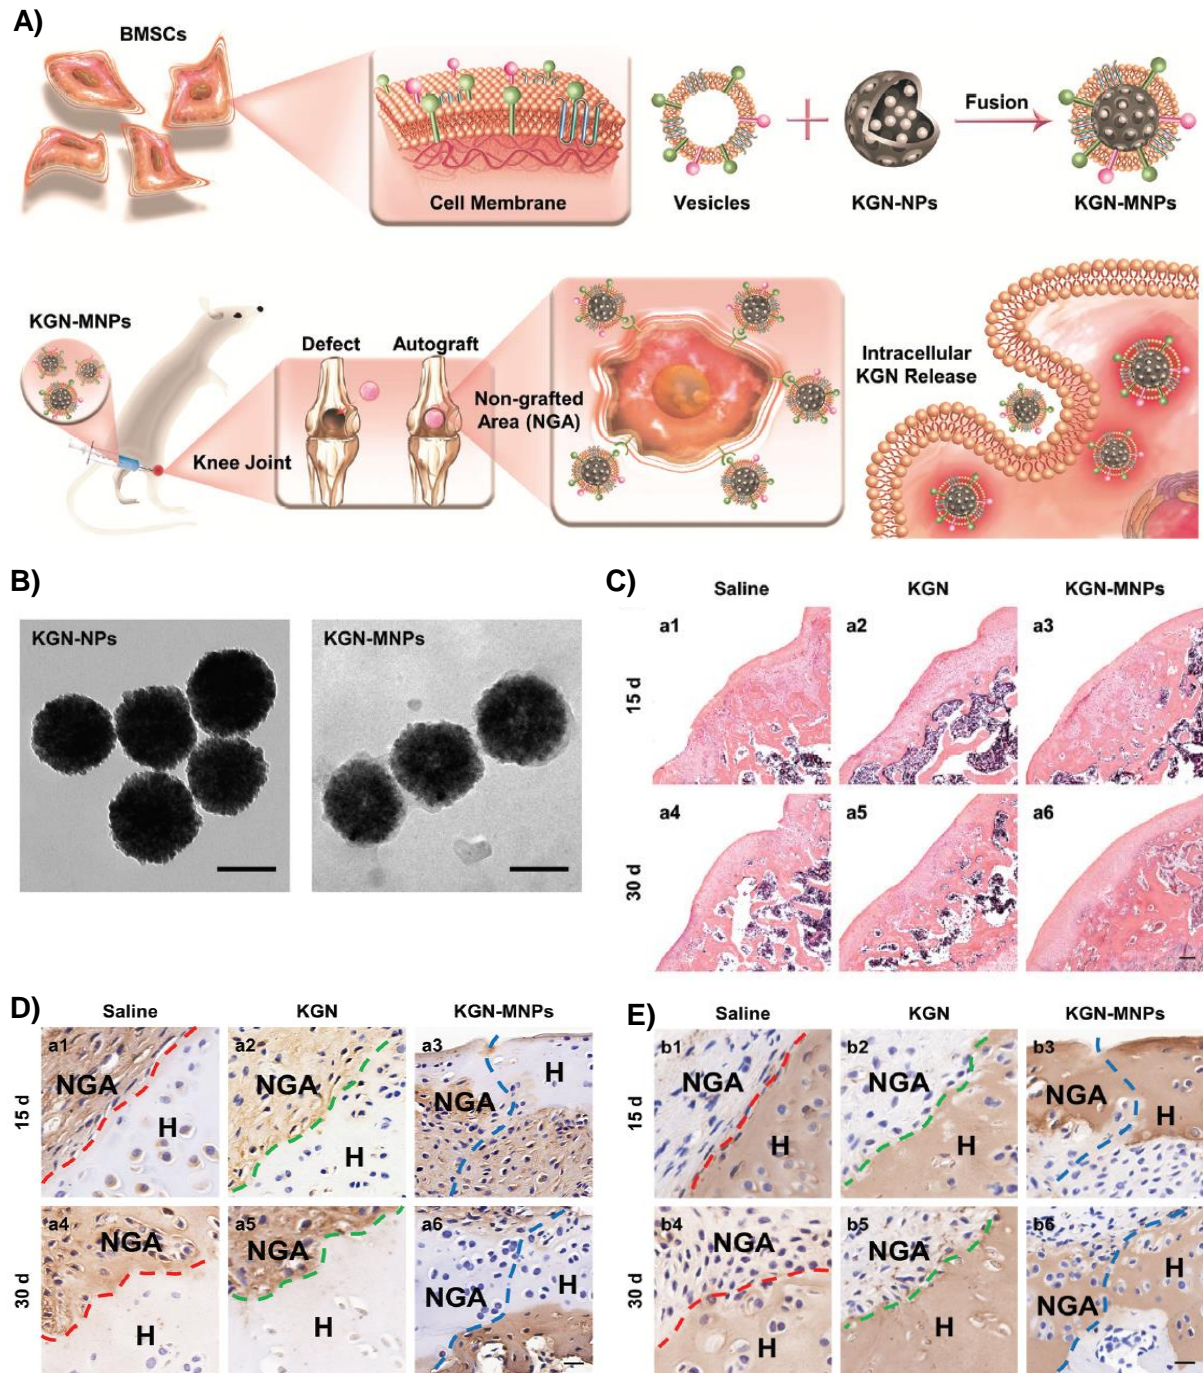 A)
BMSCs
Cell Membrane
Vesicles
KGN-NPs
Fusion
KGN-MNPs
KGN-MNPs
Knee Joint
Defect
Autograft
Non-grafted
Area (NGA)
Intracellular
KGN Release
B)
KGN-NPs
KGN-MNPs
C)
Saline
KGN
KGN-MNPs
15 d
a1
a2
a3
30 d
a4
a5
a6
D)
Saline
KGN
KGN-MNPs
15 d
a1
NGA
H
a2
NGA
H
a3
NGA
H
30 d
a4
NGA
H
a5
NGA
H
a6
NGA
H
E)
Saline
KGN
KGN-MNPs
15 d
b1
NGA
H
b2
NGA
H
b3
NGA
H
30 d
b4
NGA
H
b5
NGA
H
b6
NGA
H